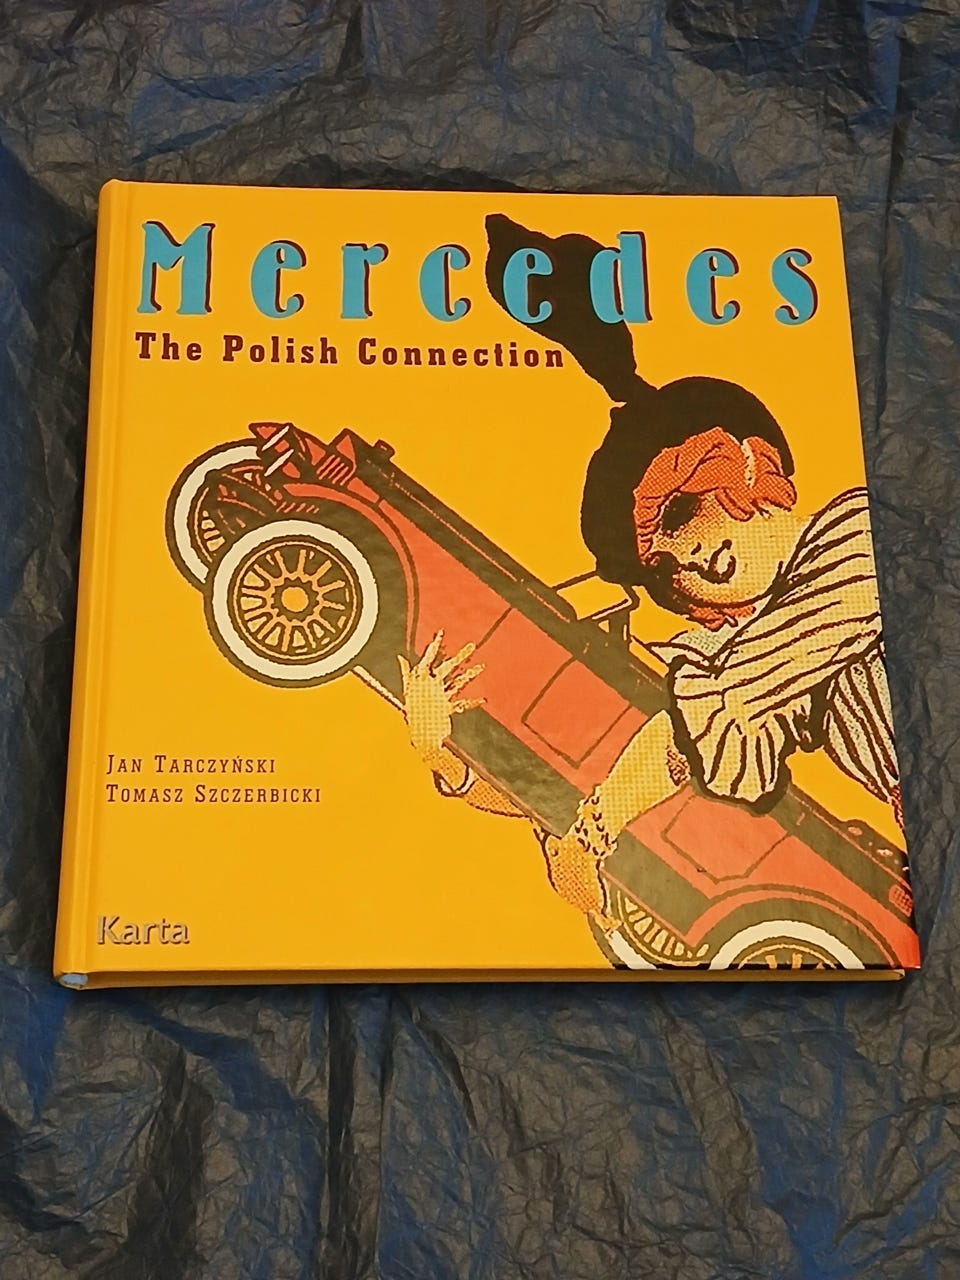 Mercedes
The Polish Connection
Jan Tarczyński
Tomasz Szczerbicki
Karta